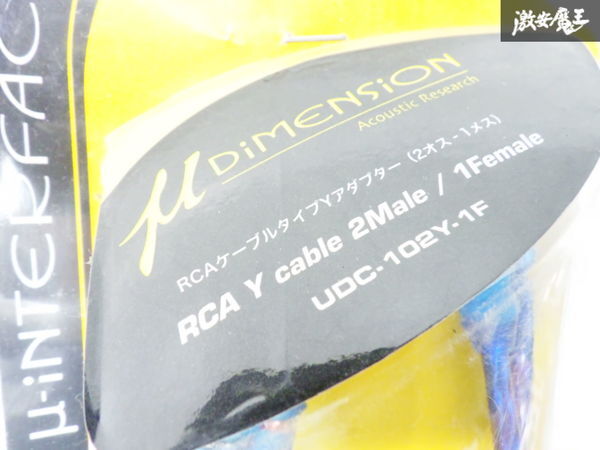 激安魔王
μ-iNTERFAC
μ DiMENSiON
Acoustic Research
RCAケーブルタイプYアダプター (2オス-1メス)
RCA Y cable 2Male / 1Female
UDC-102Y-1F